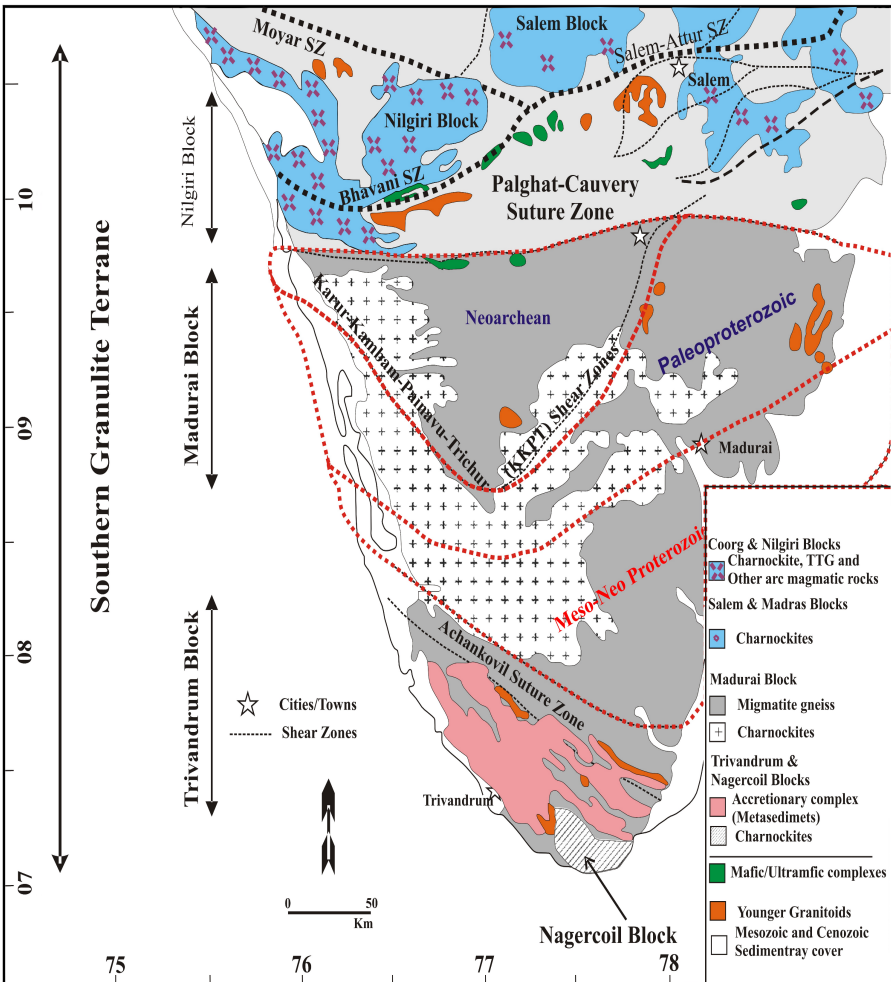 Moyar SZ
Salem Block
Salem-Attur SZ
Salem
Nilgiri Block
Bhavani SZ
Palghat-Cauvery
Suture Zone
Nilgiri Block
10
Southern Granulite Terrane
Madurai Block
Karur-Kambam-Painavu-Trichur
(KKPT) Shear Zones
Neoarchean
Paleoproterozoic
09
Madurai
Meso-Neo Proterozoic
08
Trivandrum Block
Achankovil Suture Zone
Cities/Towns
Shear Zones
Trivandrum
07
0 50
Km
Nagercoil Block
75 76 77 78
Coorg & Nilgiri Blocks
Charnockite, TTG and
Other arc magmatic rocks
Salem & Madras Blocks
Charnockites
Madurai Block
Migmatite gneiss
Charnockites
Trivandrum &
Nagercoil Blocks
Accretionary complex
(Metasedimets)
Charnockites
Mafic/Ultramfic complexes
Younger Granitoids
Mesozoic and Cenozoic
Sedimentray cover